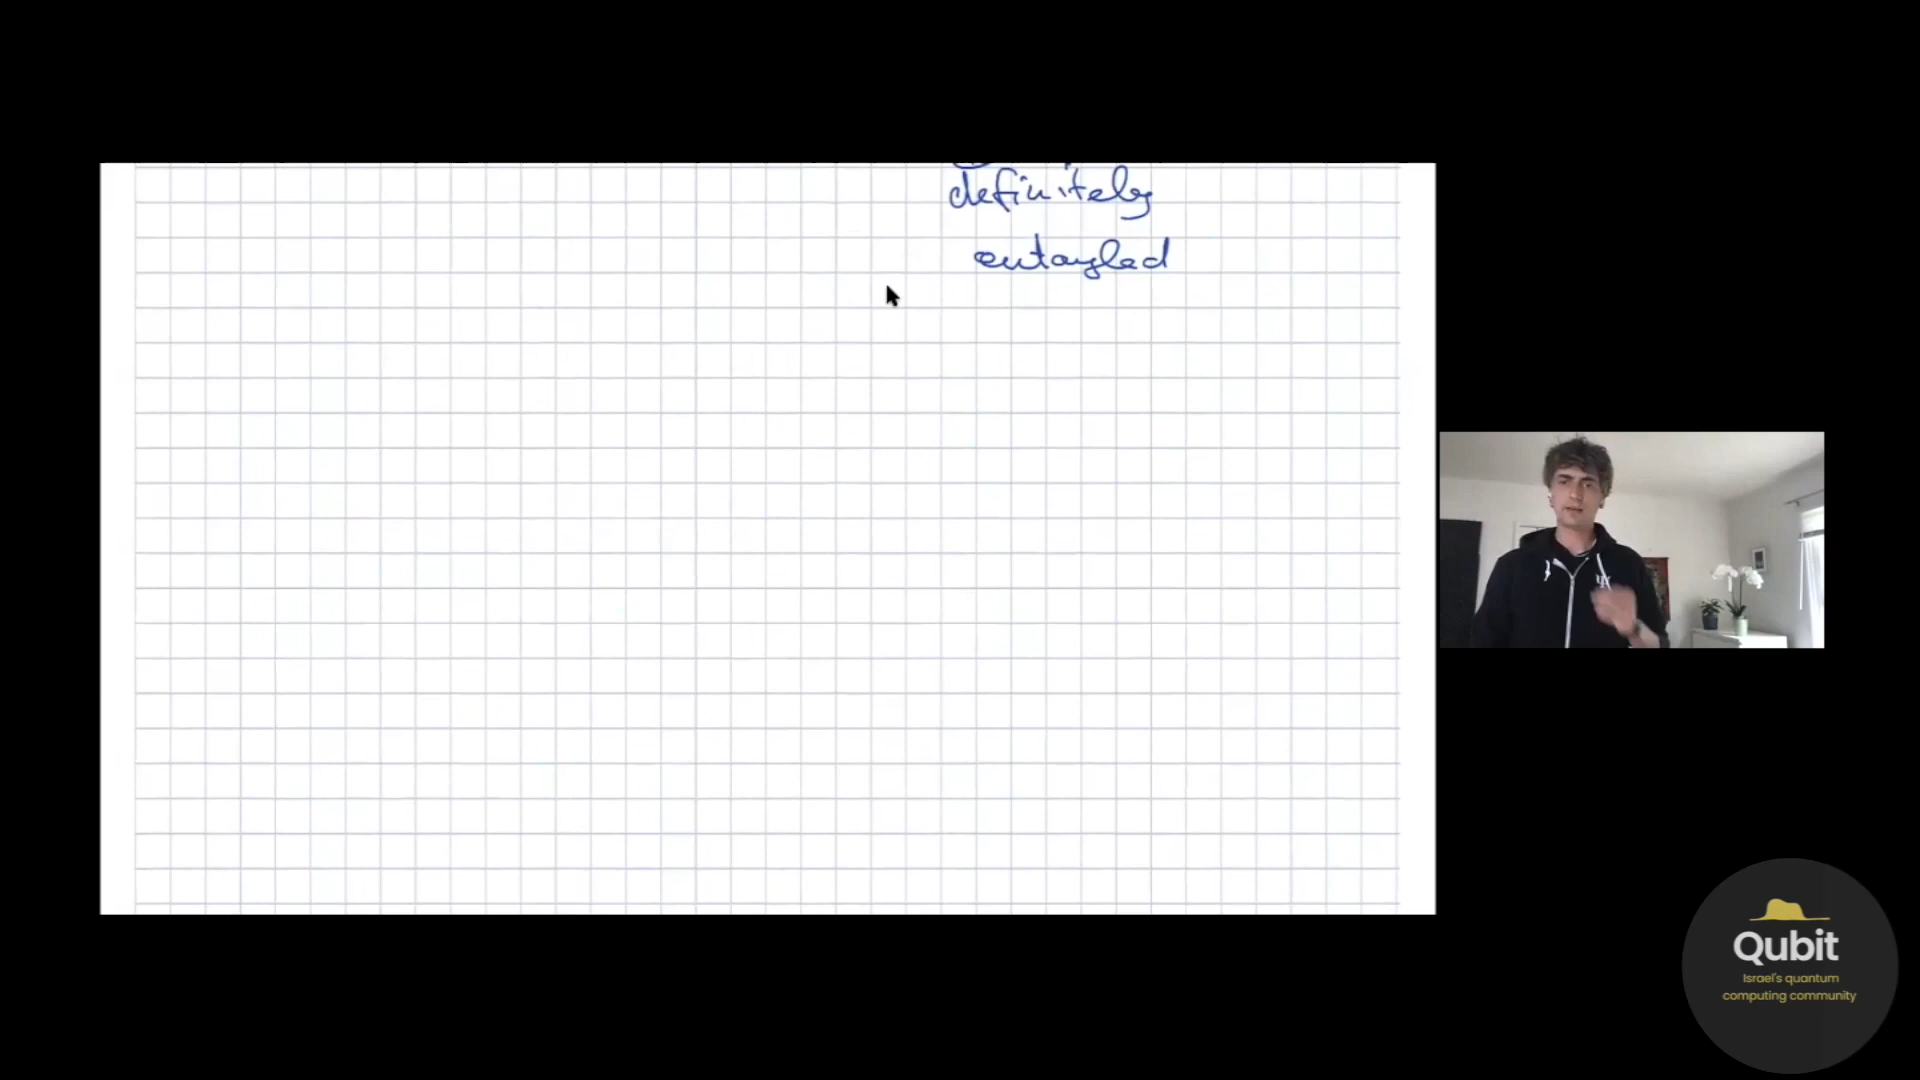 definitely
entangled
Qubit
Israel's quantum
computing community